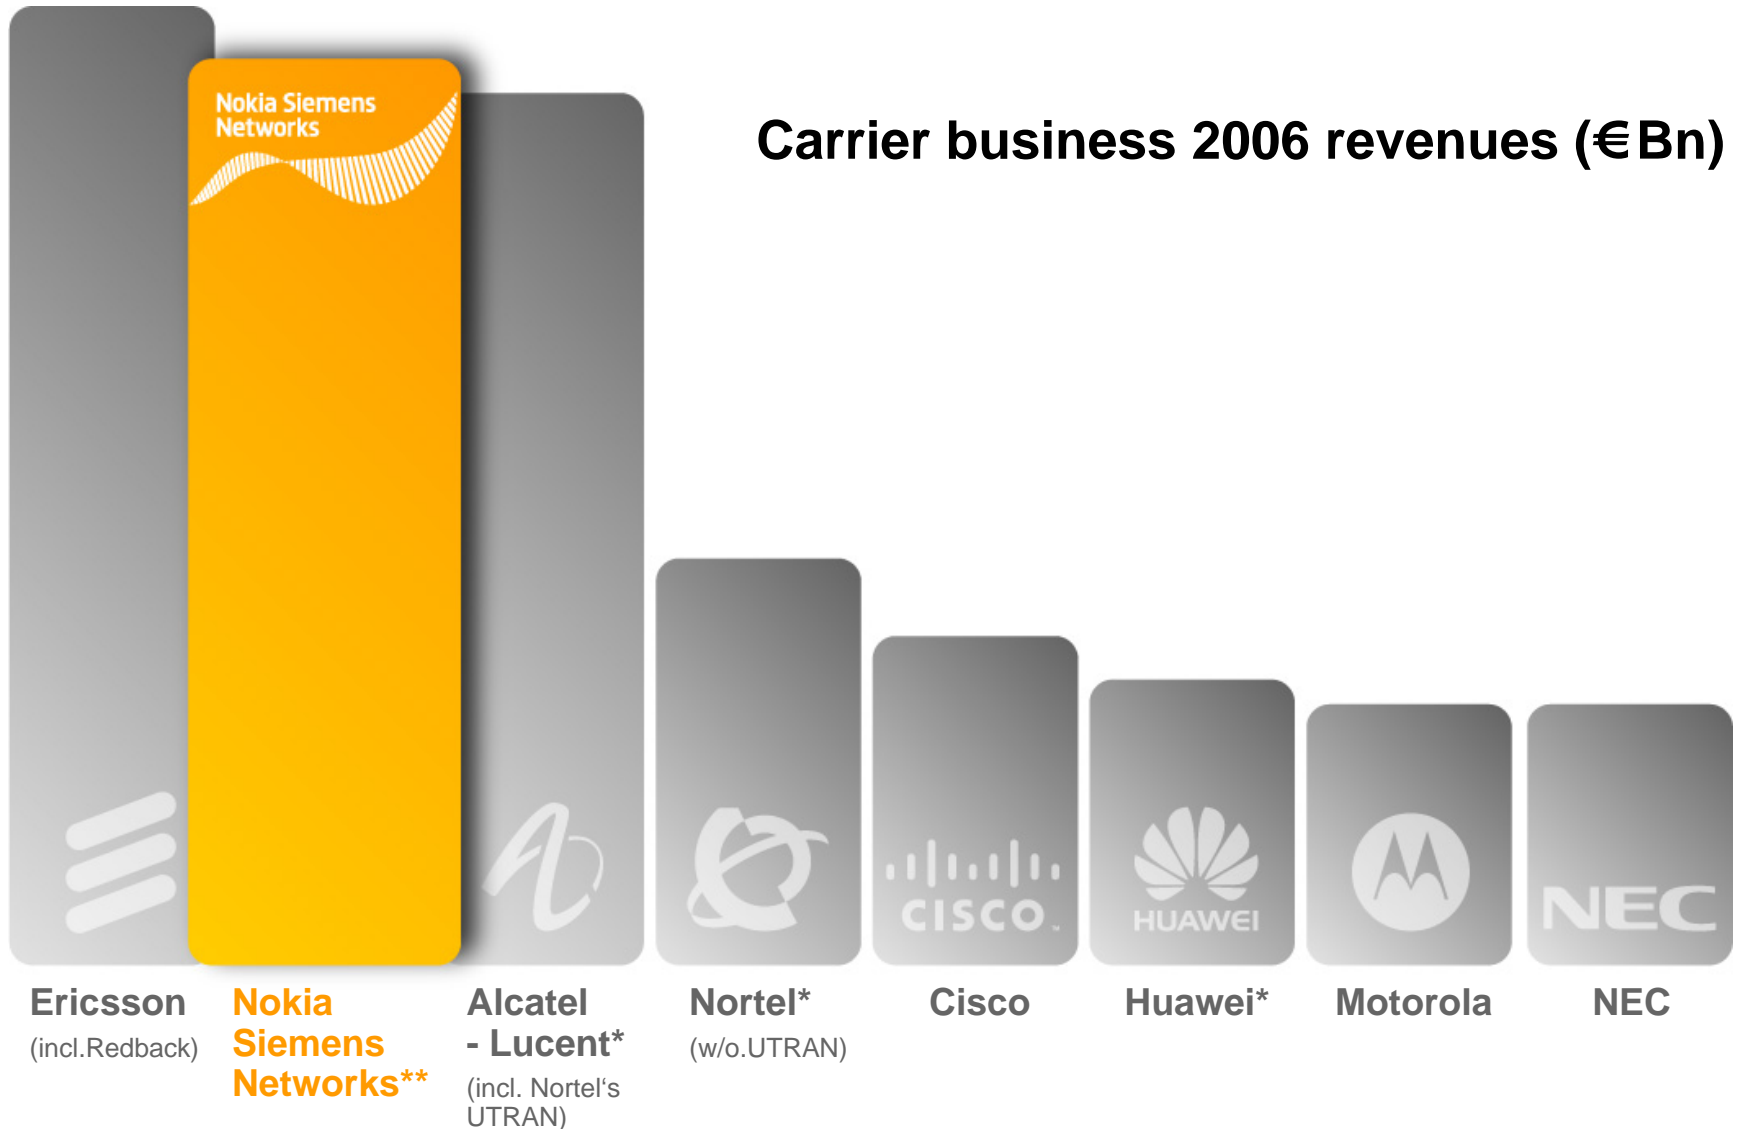 Nokia Siemens
Networks
Carrier business 2006 revenues (€Bn)
CISCO
HUAWEI
NEC
Ericsson
(incl.Redback)
Nokia
Siemens
Networks**
Alcatel
- Lucent*
(incl. Nortel‘s
UTRAN)
Nortel*
(w/o.UTRAN)
Cisco
Huawei*
Motorola
NEC